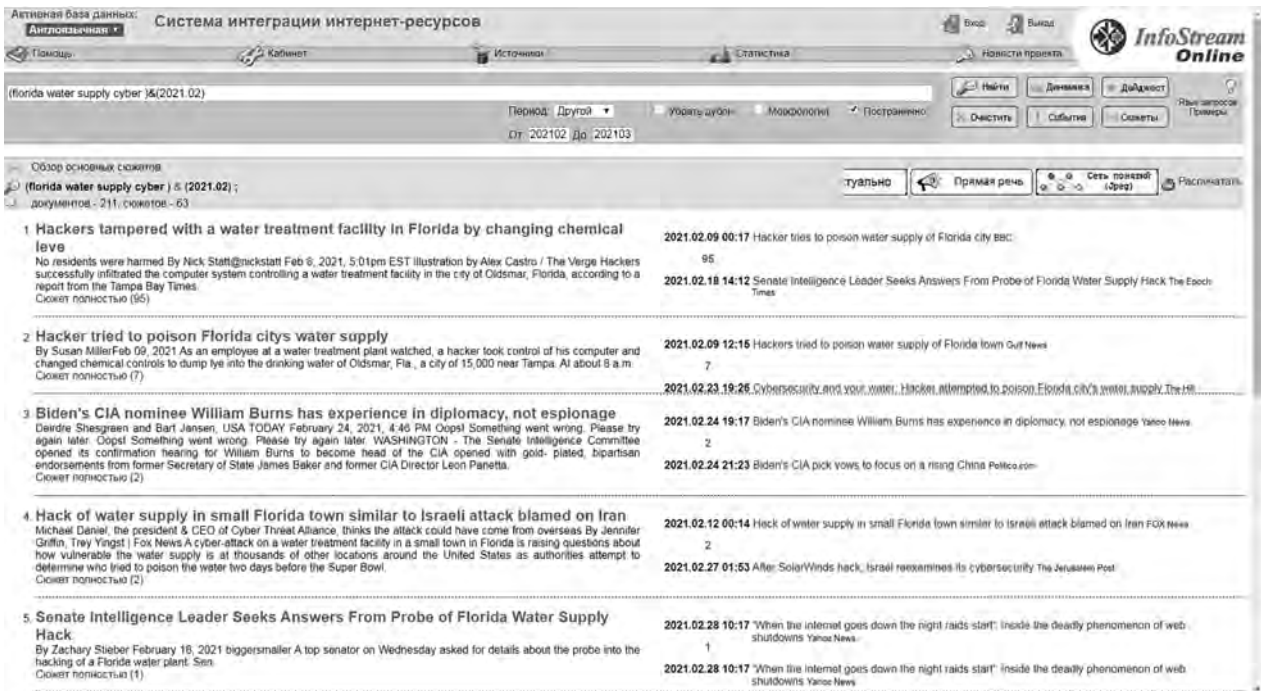 Активная база данных:
Англоязычная
Система интеграции интернет-ресурсов
Вход
Выход
InfoStream
Online
Помощь
Кабинет
Источники
Статистика
Новости проекта
(florida water supply cyber )&(2021.02)
Найти
Динамика
Дайджест
Язык запросов
Примеры
Период: Другой
Убрать дубли
Морфология
Постранично
Очистить
События
Сюжеты
От 202102 До 202103
Обзор основных сюжетов
(florida water supply cyber ) & (2021.02) ;
документов - 211, сюжетов - 63
туально
Прямая речь
Сеть понятий
(Jpeg)
Распечатать
1 Hackers tampered with a water treatment facility in Florida by changing chemical
leve
No residents were harmed By Nick Statt@nickstatt Feb 8, 2021, 5:01pm EST Illustration by Alex Castro / The Verge Hackers
successfully infiltrated the computer system controlling a water treatment facility in the city of Oldsmar, Florida, according to a
report from the Tampa Bay Times.
Сюжет полностью (95)
2021.02.09 00:17 Hacker tries to poison water supply of Florida city BBC
95
2021.02.18 14:12 Senate Intelligence Leader Seeks Answers From Probe of Florida Water Supply Hack The Epoch
Times
2 Hacker tried to poison Florida citys water supply
By Susan MillerFeb 09, 2021 As an employee at a water treatment plant watched, a hacker took control of his computer and
changed chemical controls to dump lye into the drinking water of Oldsmar, Fla., a city of 15,000 near Tampa. At about 8 a.m.
Сюжет полностью (7)
2021.02.09 12:15 Hackers tried to poison water supply of Florida town Gulf News
7
2021.02.23 19:26 Cybersecurity and your water: Hacker attempted to poison Florida city's water supply The Hill
3 Biden's CIA nominee William Burns has experience in diplomacy, not espionage
Deirdre Shesgreen and Bart Jansen, USA TODAY February 24, 2021, 4:46 PM Oops! Something went wrong. Please try
again later. Oops! Something went wrong. Please try again later. WASHINGTON - The Senate Intelligence Committee
opened its confirmation hearing for William Burns to become head of the CIA opened with gold- plated, bipartisan
endorsements from former Secretary of State James Baker and former CIA Director Leon Panetta.
Сюжет полностью (2)
2021.02.24 19:17 Biden's CIA nominee William Burns has experience in diplomacy, not espionage Yahoo News
2
2021.02.24 21:23 Biden's CIA pick vows to focus on a rising China Politico.com
4. Hack of water supply in small Florida town similar to Israeli attack blamed on Iran
Michael Daniel, the president & CEO of Cyber Threat Alliance, thinks the attack could have come from overseas By Jennifer
Griffin, Trey Yingst | Fox News A cyber-attack on a water treatment facility in a small town in Florida is raising questions about
how vulnerable the water supply is at thousands of other locations around the United States as authorities attempt to
determine who tried to poison the water two days before the Super Bowl.
Сюжет полностью (2)
2021.02.12 00:14 Hack of water supply in small Florida town similar to Israeli attack blamed on Iran FOX News
2
2021.02.27 01:53 After SolarWinds hack, Israel reexamines its cybersecurity The Jerusalem Post
5. Senate Intelligence Leader Seeks Answers From Probe of Florida Water Supply
Hack
By Zachary Stieber February 18, 2021 biggersmaller A top senator on Wednesday asked for details about the probe into the
hacking of a Florida water plant. Sen.
Сюжет полностью (1)
2021.02.28 10:17 "When the internet goes down the night raids start": Inside the deadly phenomenon of web
shutdowns Yahoo News
1
2021.02.28 10:17 "When the internet goes down the night raids start": Inside the deadly phenomenon of web
shutdowns Yahoo News